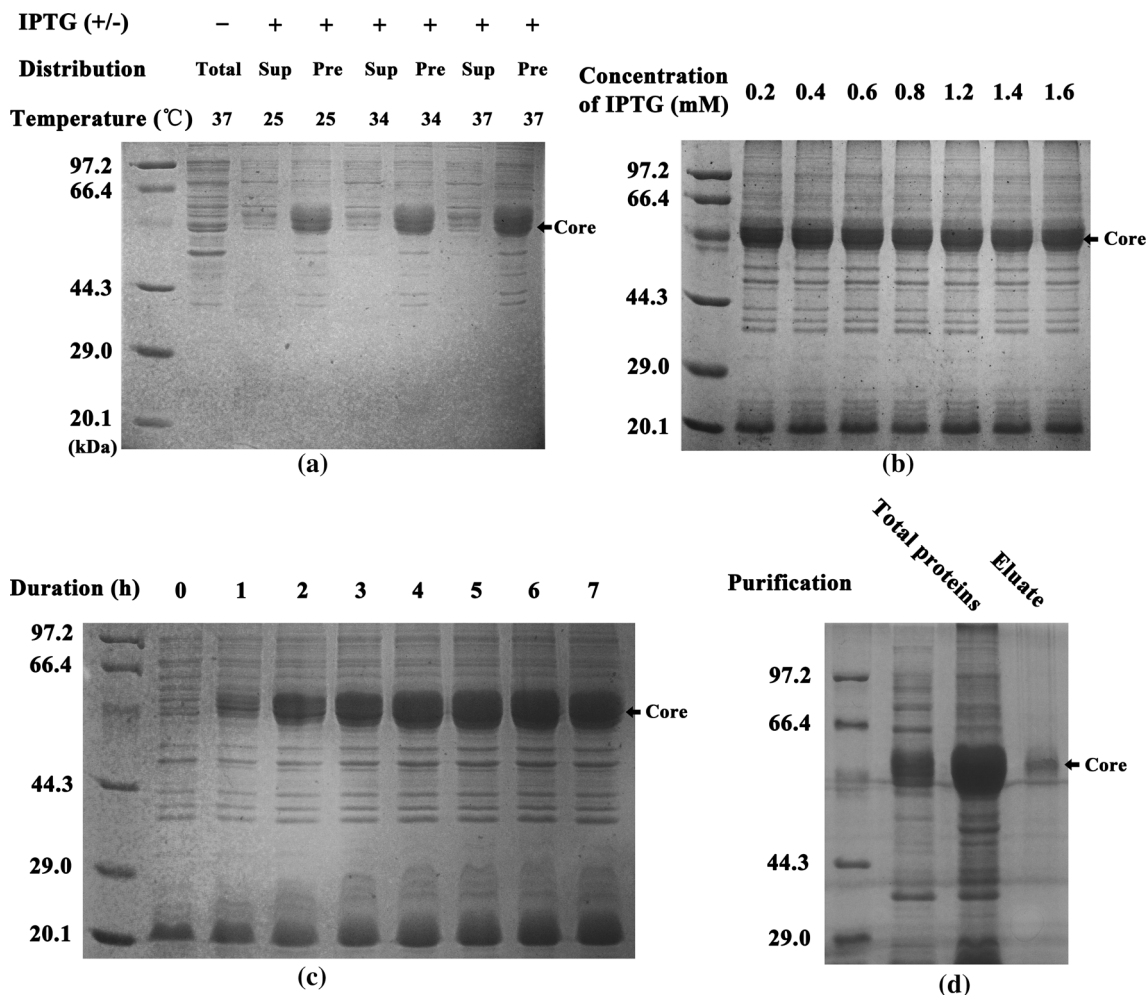 IPTG (+/-) − + + + + + +
Distribution Total Sup Pre Sup Pre Sup Pre
Temperature (℃) 37 25 25 34 34 37 37
97.2
66.4
Core
44.3
29.0
20.1
(kDa)
(a)
Concentration
of IPTG (mM) 0.2 0.4 0.6 0.8 1.2 1.4 1.6
97.2
66.4
Core
44.3
29.0
20.1
(b)
Duration (h) 0 1 2 3 4 5 6 7
97.2
66.4
Core
44.3
29.0
20.1
(c)
Purification Total proteins Eluate
97.2
66.4
Core
44.3
29.0
(d)